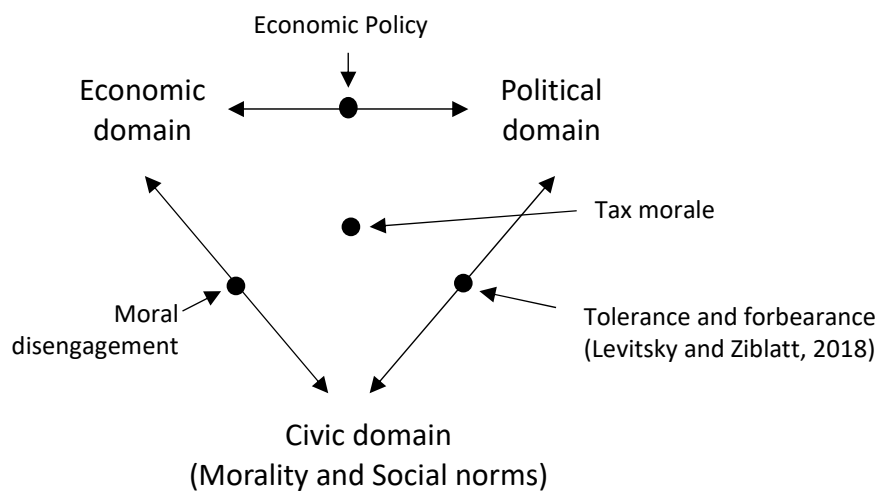 Economic Policy
Economic
domain
Political
domain
Tax morale
Moral
disengagement
Tolerance and forbearance
(Levitsky and Ziblatt, 2018)
Civic domain
(Morality and Social norms)